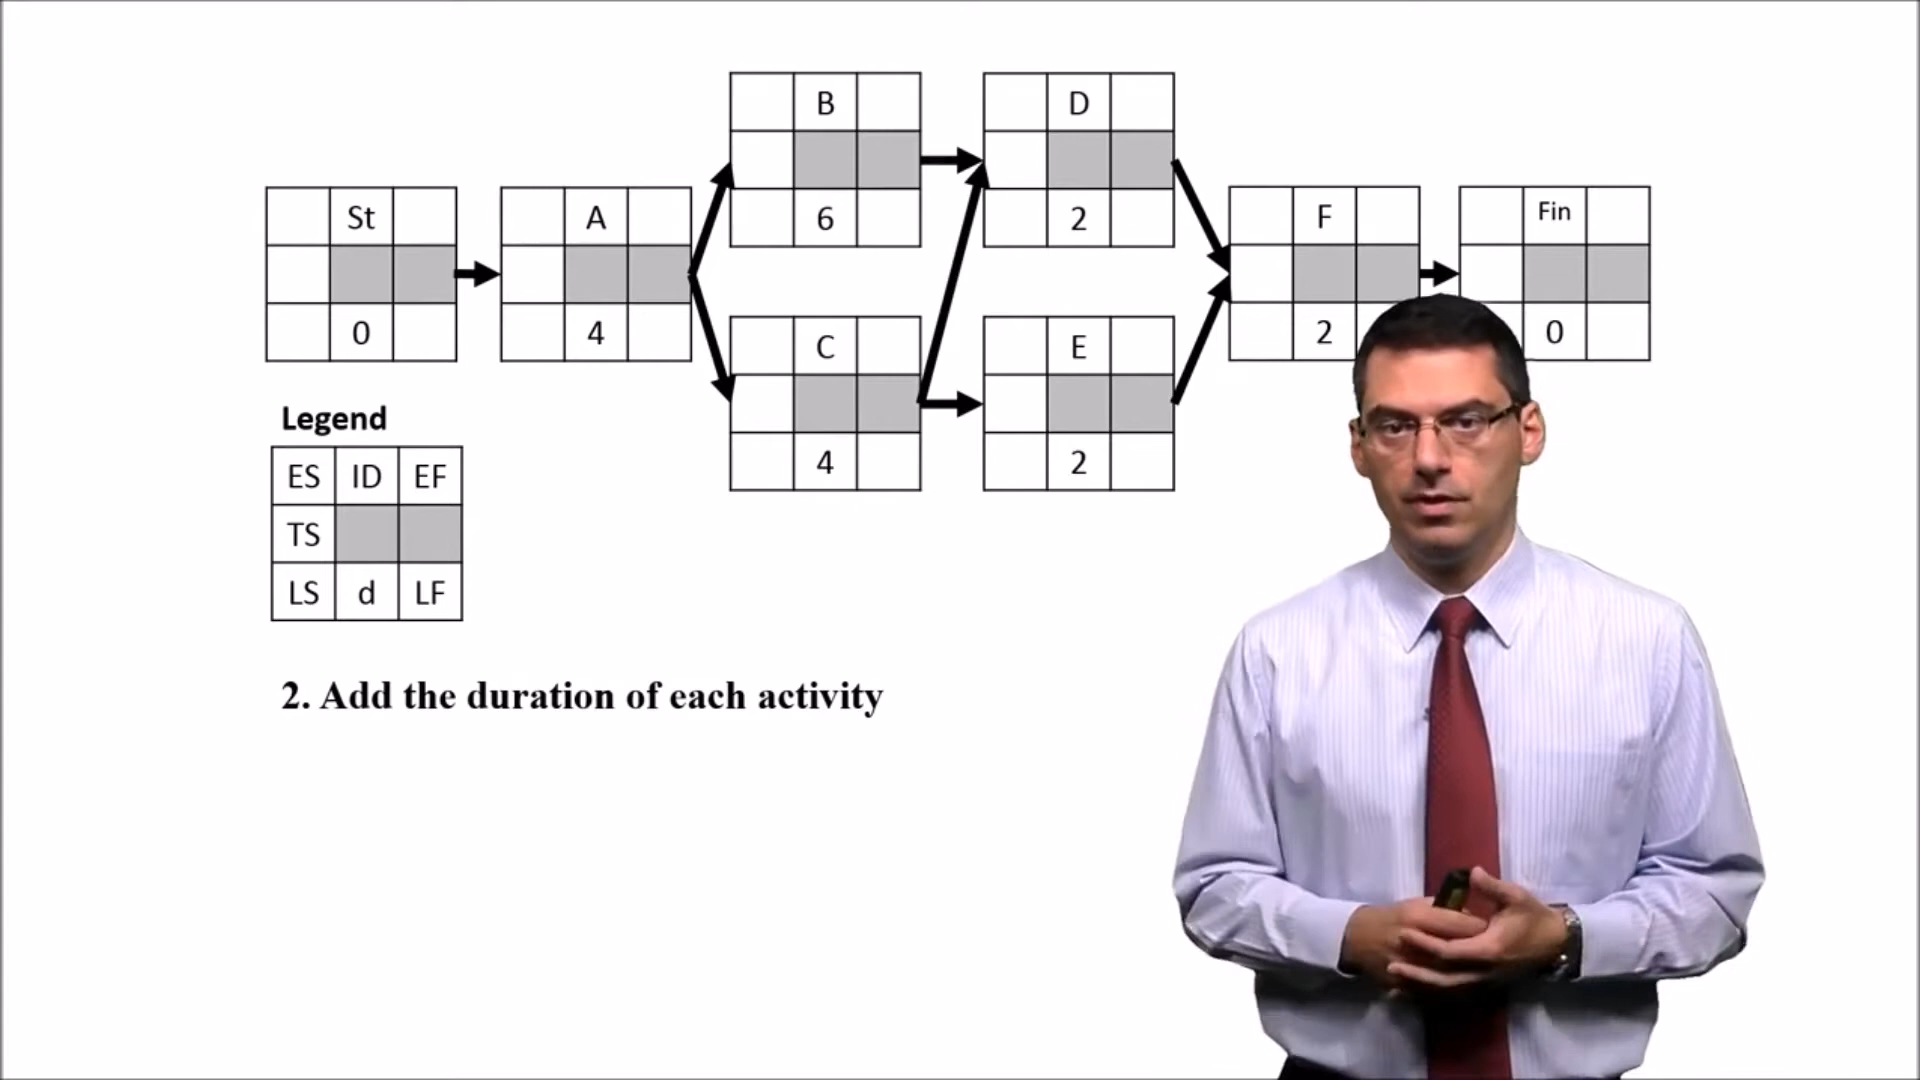 B
D
6
2
St
A
F
Fin
0
4
2
0
C
E
4
2
Legend
ES ID EF
TS
LS d LF
2. Add the duration of each activity